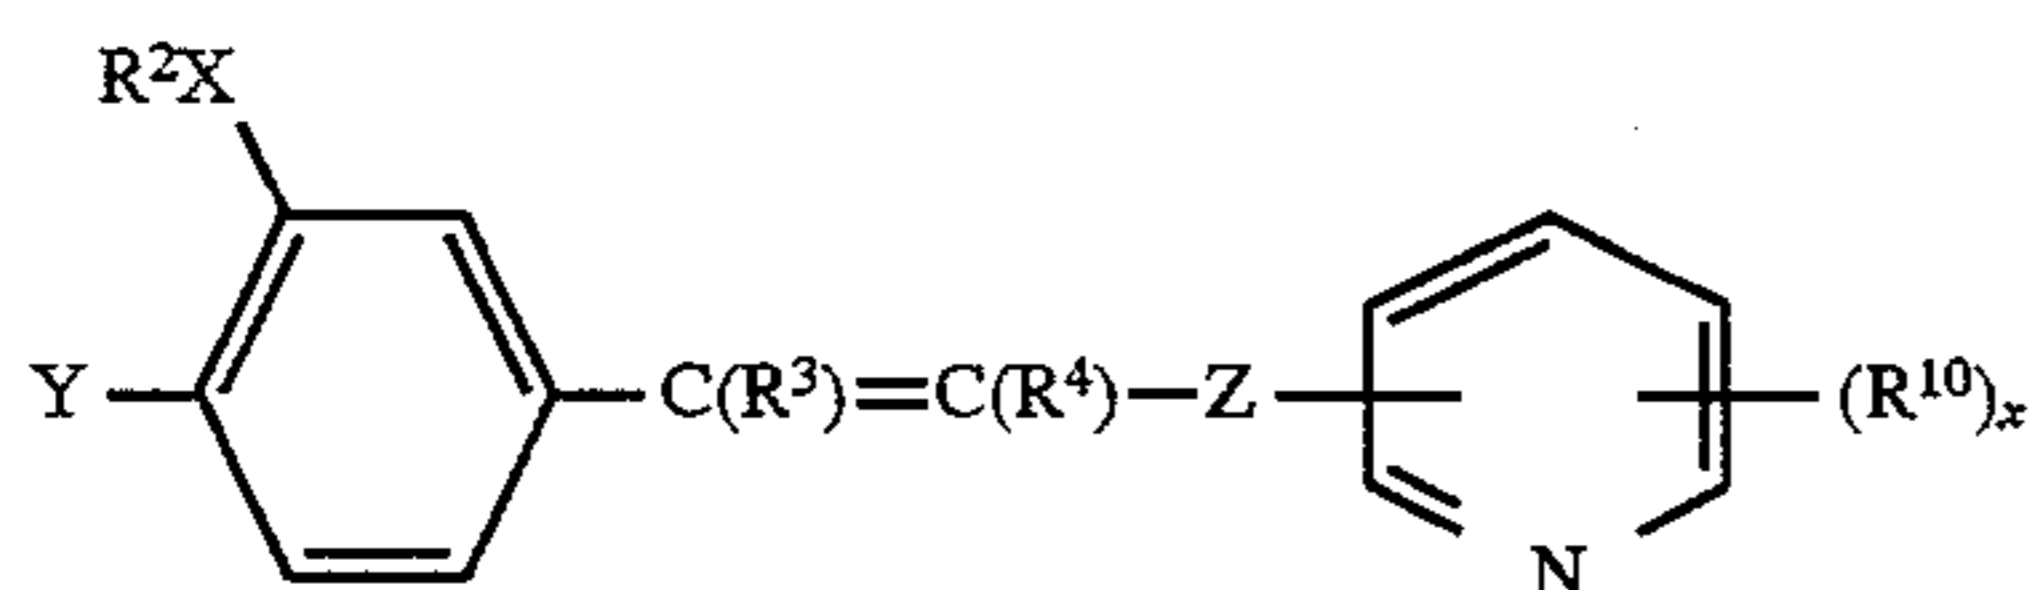 R²X
Y C(R³)=C(R⁴)—Z (R¹⁰)ₓ
N